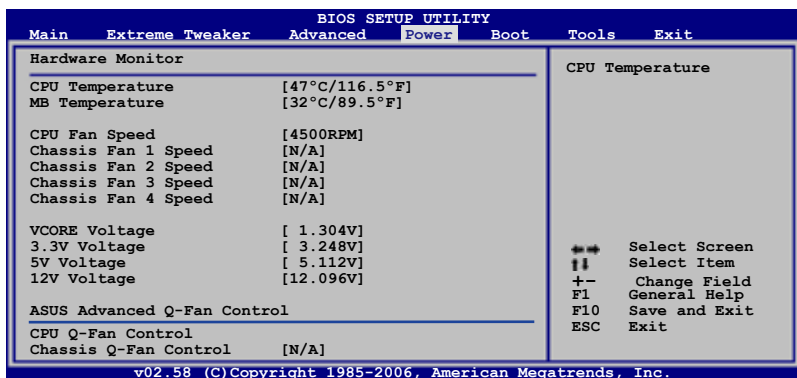 BIOS SETUP UTILITY
Main Extreme Tweaker Advanced Power Boot Tools Exit
Hardware Monitor
CPU Temperature [47°C/116.5°F]
MB Temperature [32°C/89.5°F]
CPU Fan Speed [4500RPM]
Chassis Fan 1 Speed [N/A]
Chassis Fan 2 Speed [N/A]
Chassis Fan 3 Speed [N/A]
Chassis Fan 4 Speed [N/A]
VCORE Voltage [ 1.304V]
3.3V Voltage [ 3.248V]
5V Voltage [ 5.112V]
12V Voltage [12.096V]
ASUS Advanced Q-Fan Control
CPU Q-Fan Control
Chassis Q-Fan Control [N/A]
CPU Temperature
←→ Select Screen
↑↓ Select Item
+- Change Field
F1 General Help
F10 Save and Exit
ESC Exit
v02.58 (C)Copyright 1985-2006, American Megatrends, Inc.